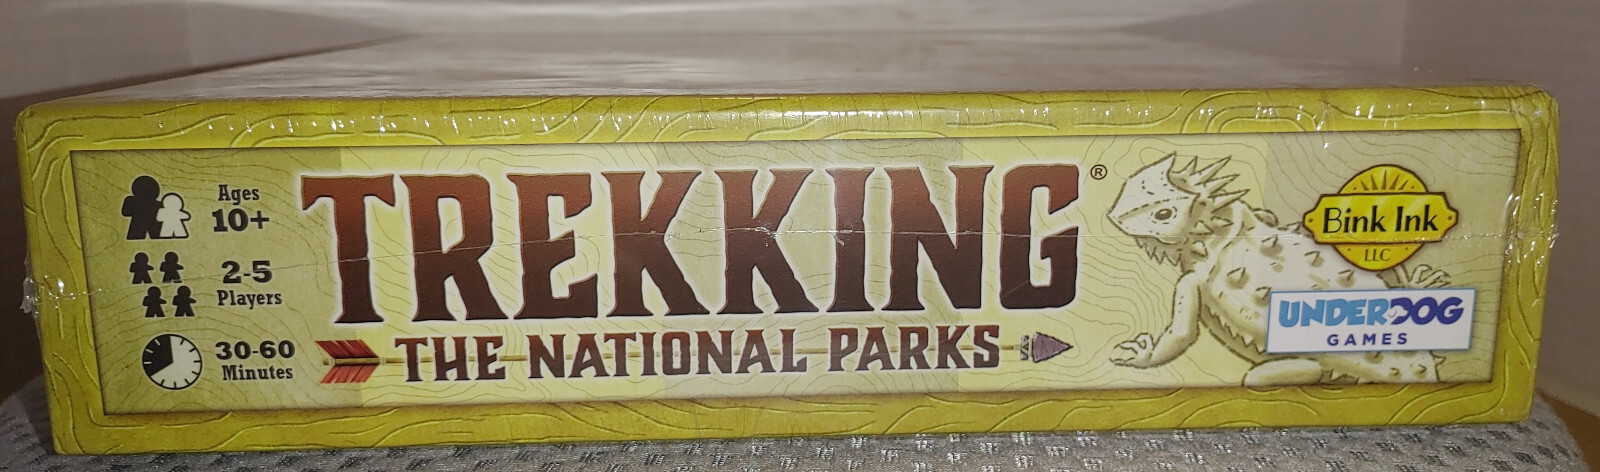 Ages
10+
2-5
Players
30-60
Minutes
TREKKING®
THE NATIONAL PARKS
Bink Ink
LLC
UNDERDOG
GAMES